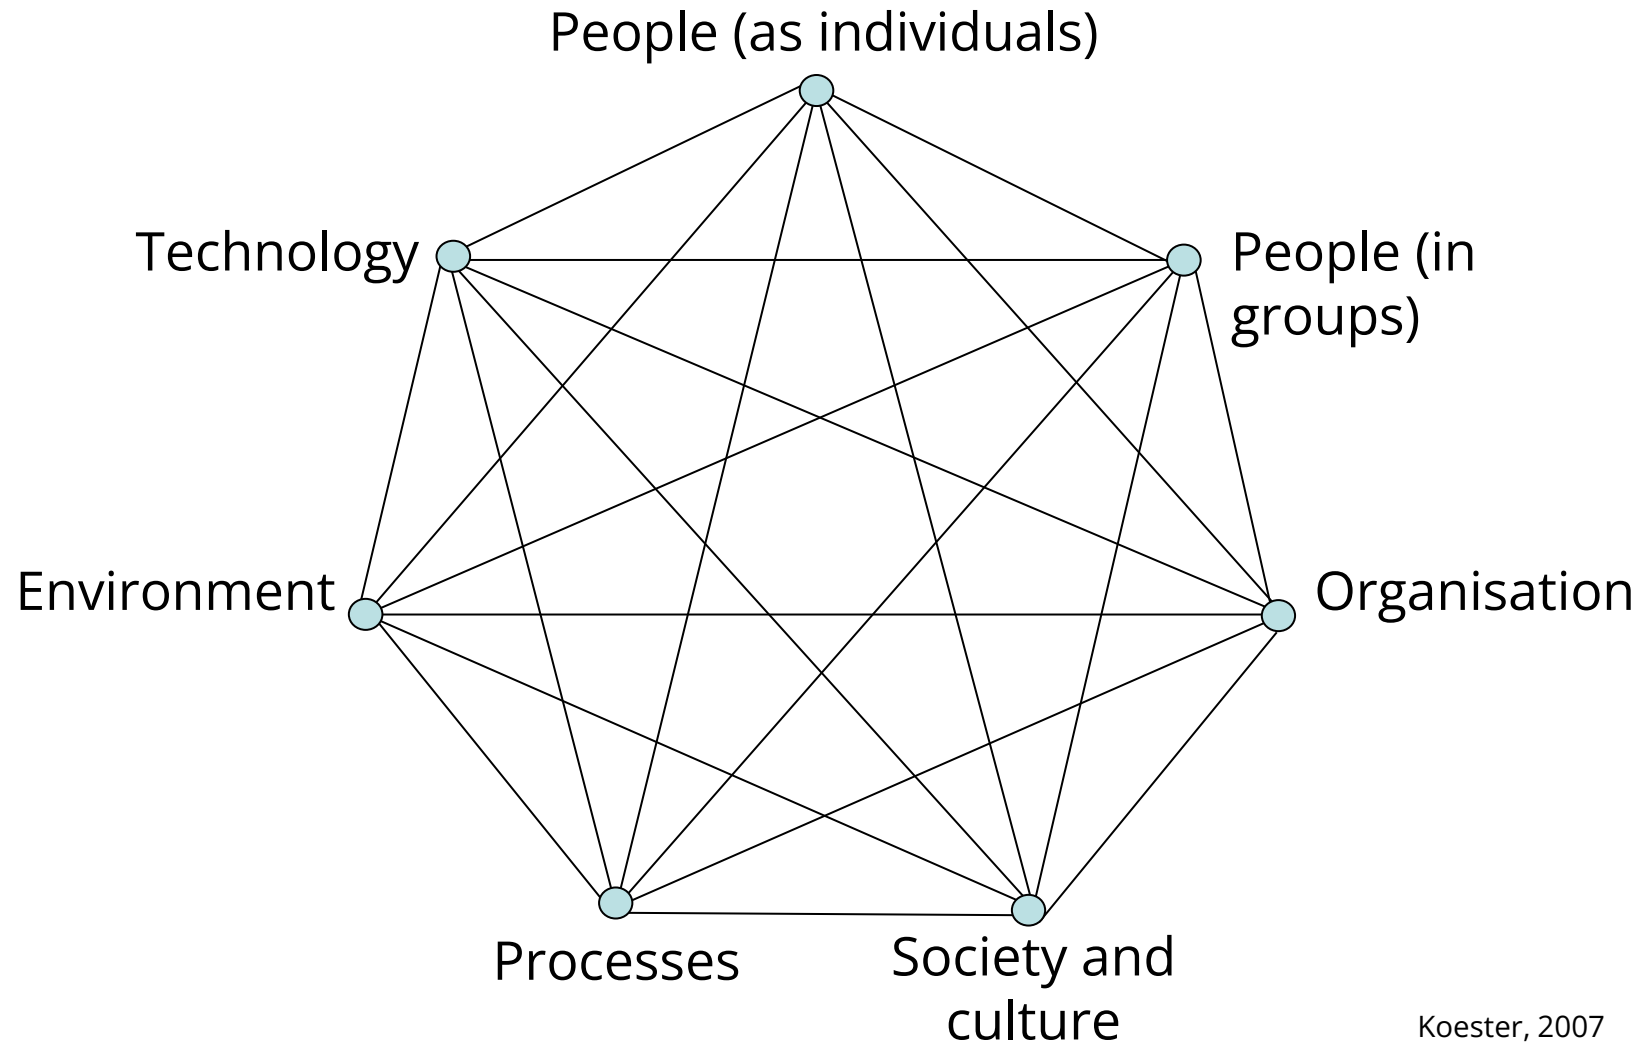 People (as individuals)
Technology
People (in
groups)
Environment
Organisation
Processes
Society and
culture
Koester, 2007